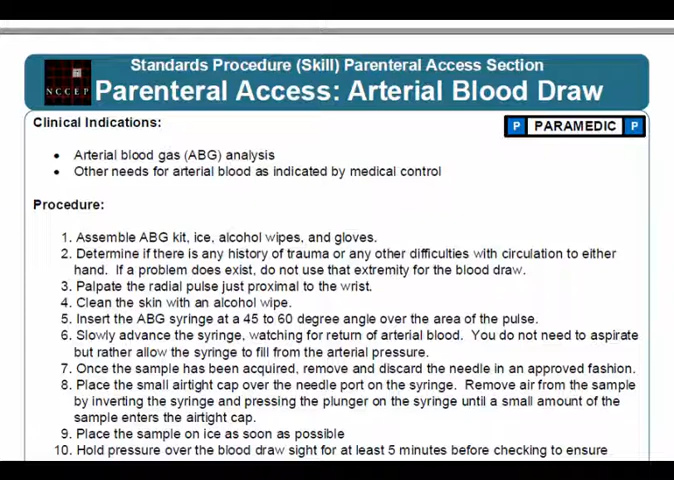 Standards Procedure (Skill) Parenteral Access Section
NCCEP
Parenteral Access: Arterial Blood Draw
Clinical Indications:
P PARAMEDIC P
• Arterial blood gas (ABG) analysis
• Other needs for arterial blood as indicated by medical control
Procedure:
1. Assemble ABG kit, ice, alcohol wipes, and gloves.
2. Determine if there is any history of trauma or any other difficulties with circulation to either
hand. If a problem does exist, do not use that extremity for the blood draw.
3. Palpate the radial pulse just proximal to the wrist.
4. Clean the skin with an alcohol wipe.
5. Insert the ABG syringe at a 45 to 60 degree angle over the area of the pulse.
6. Slowly advance the syringe, watching for return of arterial blood. You do not need to aspirate
but rather allow the syringe to fill from the arterial pressure.
7. Once the sample has been acquired, remove and discard the needle in an approved fashion.
8. Place the small airtight cap over the needle port on the syringe. Remove air from the sample
by inverting the syringe and pressing the plunger on the syringe until a small amount of the
sample enters the airtight cap.
9. Place the sample on ice as soon as possible
10. Hold pressure over the blood draw sight for at least 5 minutes before checking to ensure